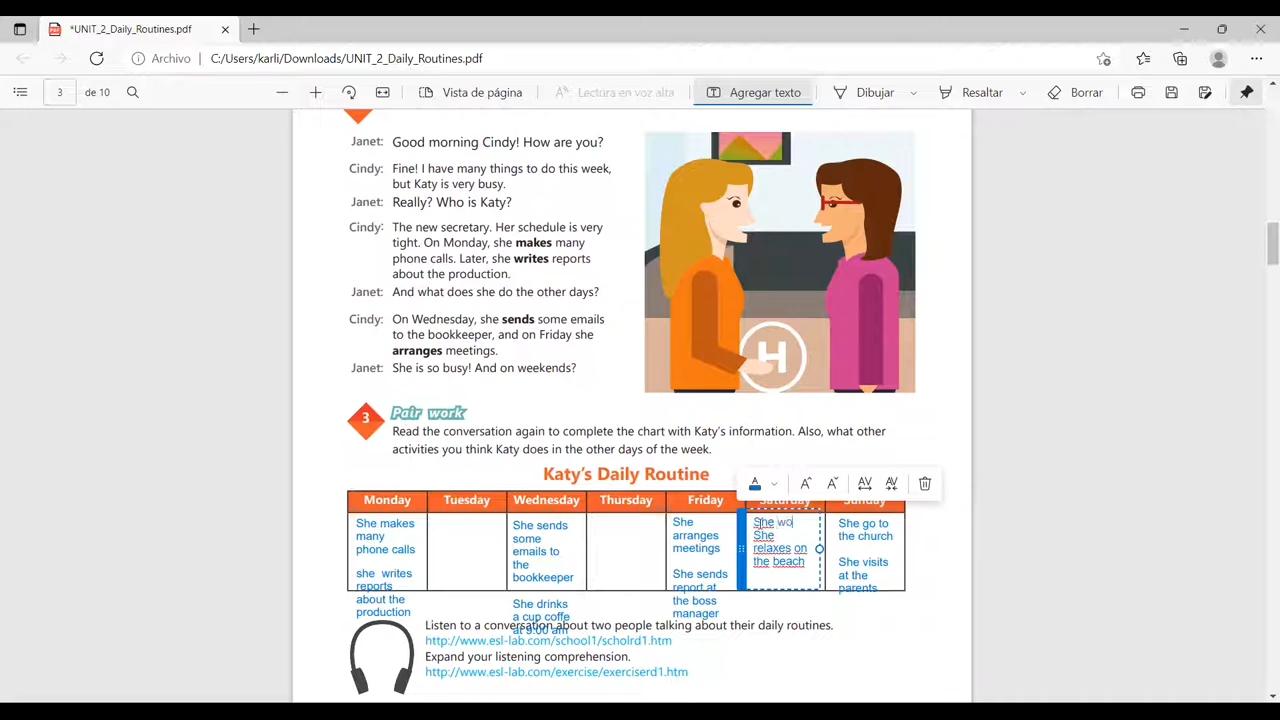 *UNIT_2_Daily_Routines.pdf
Archivo C:/Users/karli/Downloads/UNIT_2_Daily_Routines.pdf
3 de 10 Vista de página Lectura en voz alta Agregar texto Dibujar Resaltar Borrar
Janet: Good morning Cindy! How are you?
Cindy: Fine! I have many things to do this week,
but Katy is very busy.
Janet: Really? Who is Katy?
Cindy: The new secretary. Her schedule is very
tight. On Monday, she makes many
phone calls. Later, she writes reports
about the production.
Janet: And what does she do the other days?
Cindy: On Wednesday, she sends some emails
to the bookkeeper, and on Friday she
arranges meetings.
Janet: She is so busy! And on weekends?
H
3 Pair work
Read the conversation again to complete the chart with Katy's information. Also, what other
activities you think Katy does in the other days of the week.
Katy's Daily Routine
Monday Tuesday Wednesday Thursday Friday Saturday Sunday
She makes
many
phone calls
she writes
reports
about the
production
She sends
some
emails to
the
bookkeeper
She drinks
a cup coffe
at 9:00 am
She
arranges
meetings
She sends
report at
the boss
manager
She wo
She
relaxes on
the beach
She go to
the church
She visits
at the
parents
Listen to a conversation about two people talking about their daily routines.
http://www.esl-lab.com/school1/scholrd1.htm
Expand your listening comprehension.
http://www.esl-lab.com/exercise/exerciserd1.htm